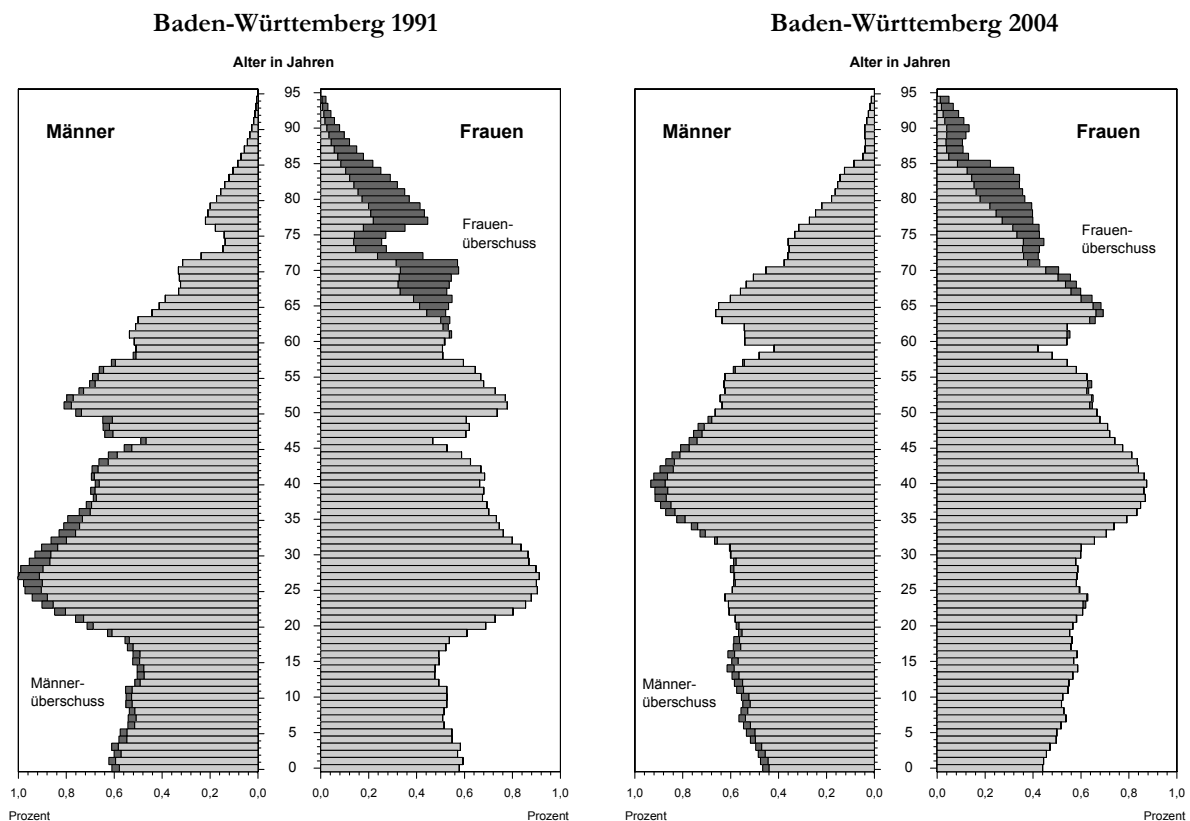 Baden-Württemberg 1991
Alter in Jahren
Männer
Frauen
95
90
85
80
75
70
65
60
55
50
45
40
35
30
25
20
15
10
5
0
Frauen-
überschuss
Männer-
überschuss
1,0 0,8 0,6 0,4 0,2 0,0
0,0 0,2 0,4 0,6 0,8 1,0
Prozent
Prozent
Baden-Württemberg 2004
Alter in Jahren
Männer
Frauen
95
90
85
80
75
70
65
60
55
50
45
40
35
30
25
20
15
10
5
0
Frauen-
überschuss
Männer-
überschuss
1,0 0,8 0,6 0,4 0,2 0,0
0,0 0,2 0,4 0,6 0,8 1,0
Prozent
Prozent